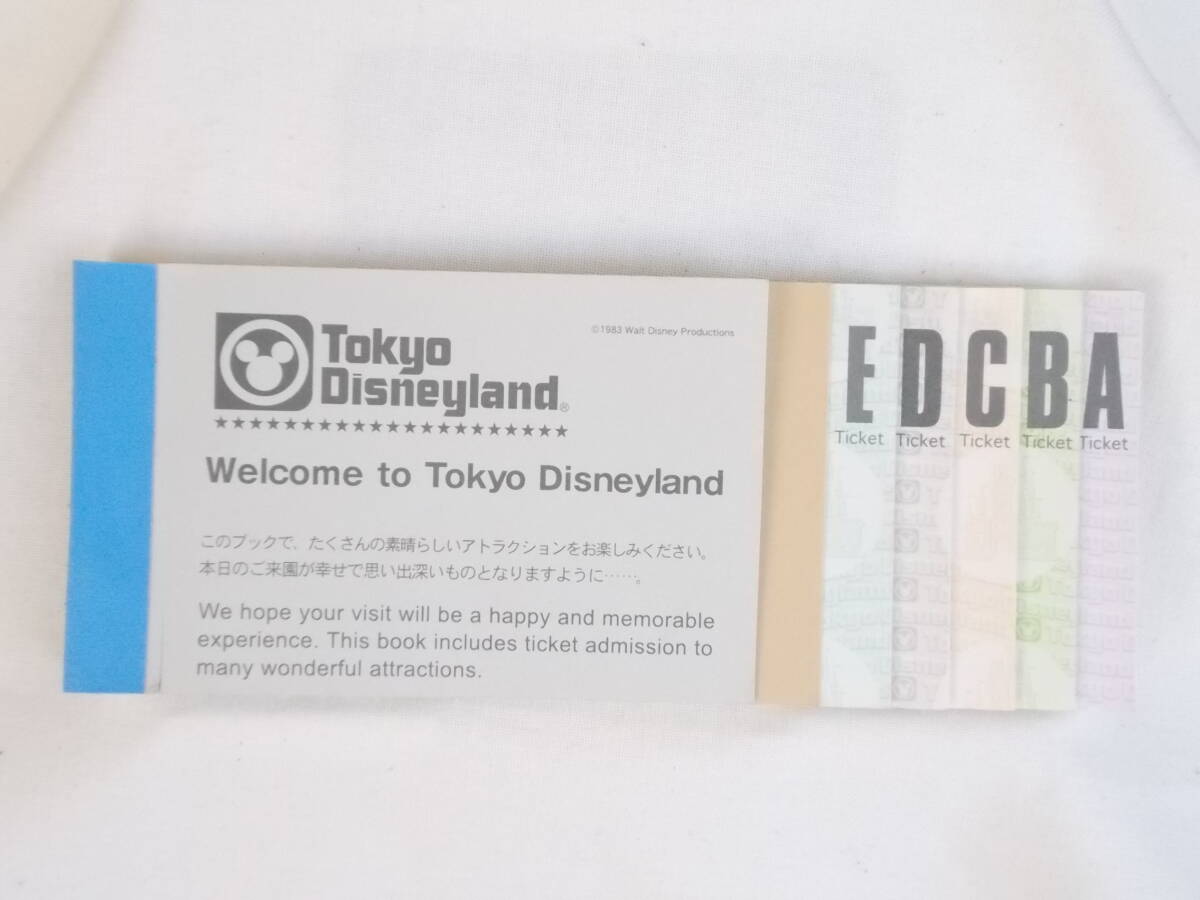 ©1983 Walt Disney Productions
Tokyo
Disneyland®
Welcome to Tokyo Disneyland
このブックで、たくさんの素晴らしいアトラクションをお楽しみください。
本日のご来園が幸せで思い出深いものとなりますように……。
We hope your visit will be a happy and memorable
experience. This book includes ticket admission to
many wonderful attractions.
E D C B A
Ticket Ticket Ticket Ticket Ticket